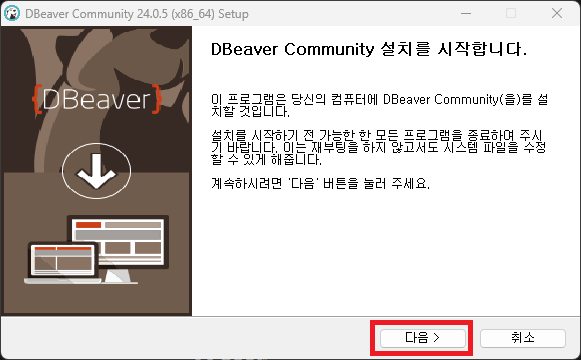 DBeaver Community 24.0.5 (x86_64) Setup
{DBeaver}
DBeaver Community 설치를 시작합니다.
이 프로그램은 당신의 컴퓨터에 DBeaver Community(을)를 설
치할 것입니다.
설치를 시작하기 전 가능한 한 모든 프로그램을 종료하여 주시
기 바랍니다. 이는 재부팅을 하지 않고서도 시스템 파일을 수정
할 수 있게 해줍니다.
계속하시려면 '다음' 버튼을 눌러 주세요.
다음 >
취소